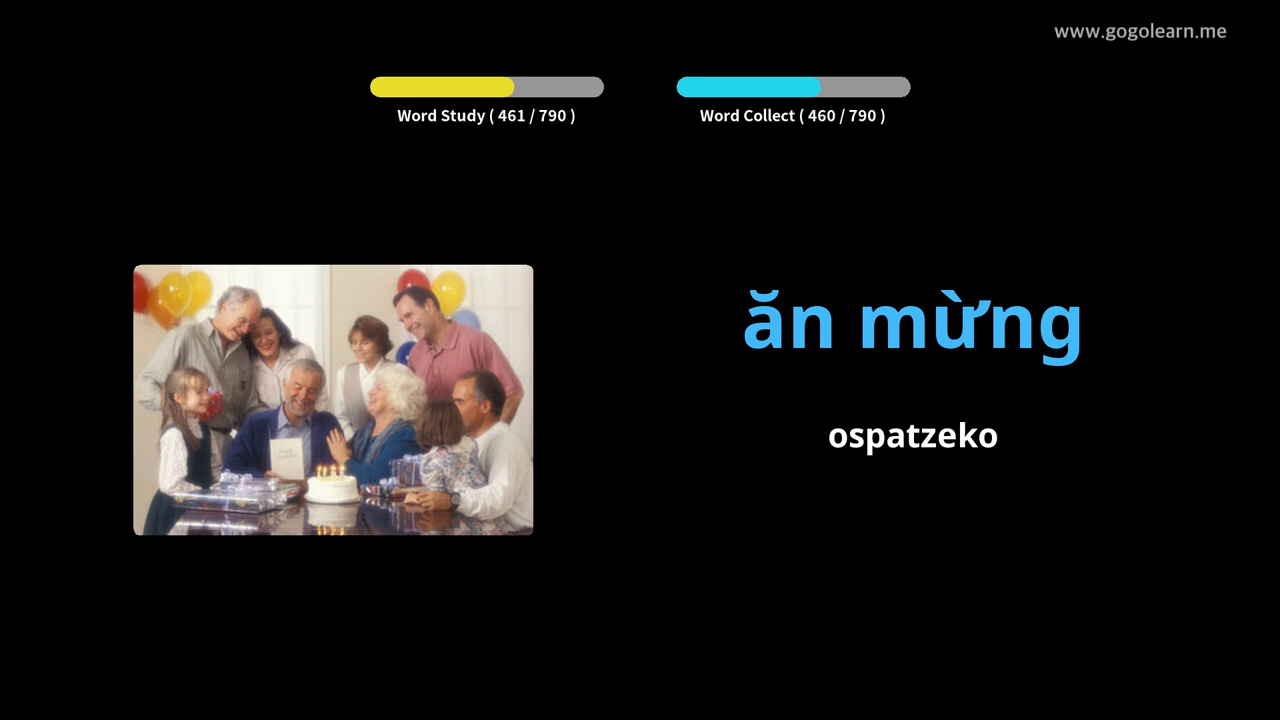 www.gogolearn.me
Word Study ( 461 / 790 )
Word Collect ( 460 / 790 )
ăn mừng
ospatzeko